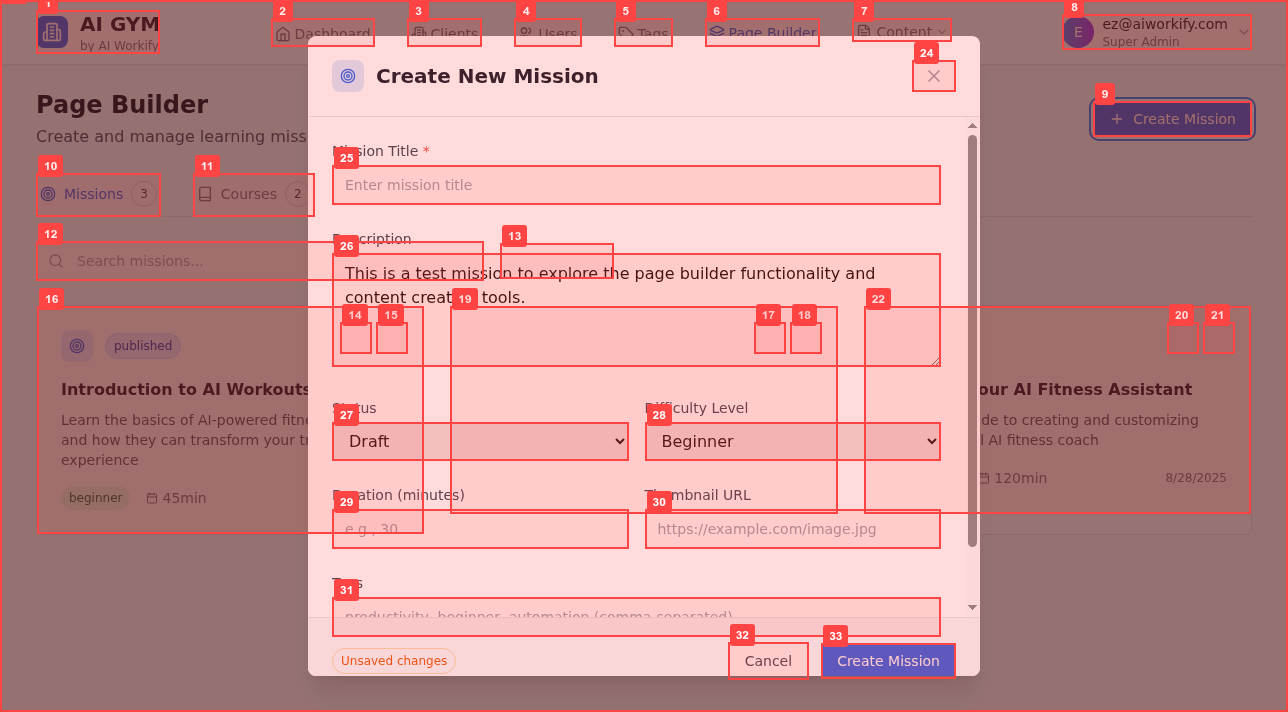 1
2
3
4
5
6
7
8
AI GYM
by AI Workify
Dashboard
Clients
Users
Tags
Page Builder
Content
E
ez@aiworkify.com
Super Admin
24
Create New Mission
9
Page Builder
Create Mission
Create and manage learning miss
25
Mission Title *
10
11
Missions
3
Courses
2
Enter mission title
12
Description
26
13
Search missions...
This is a test mission to explore the page builder functionality and
content creat tools.
16
19
22
14
15
17
18
20
21
published
Introduction to AI Workouts
our AI Fitness Assistant
Status
Difficulty Level
27
28
Learn the basics of AI-powered fitne
de to creating and customizing
and how they can transform your tr
l AI fitness coach
Draft
Beginner
experience
120min
8/28/2025
beginner
45min
Duration (minutes)
Thumbnail URL
29
30
e.g., 30
https://example.com/image.jpg
Tags
31
productivity, beginner, automation (comma separated)
32
33
Unsaved changes
Cancel
Create Mission